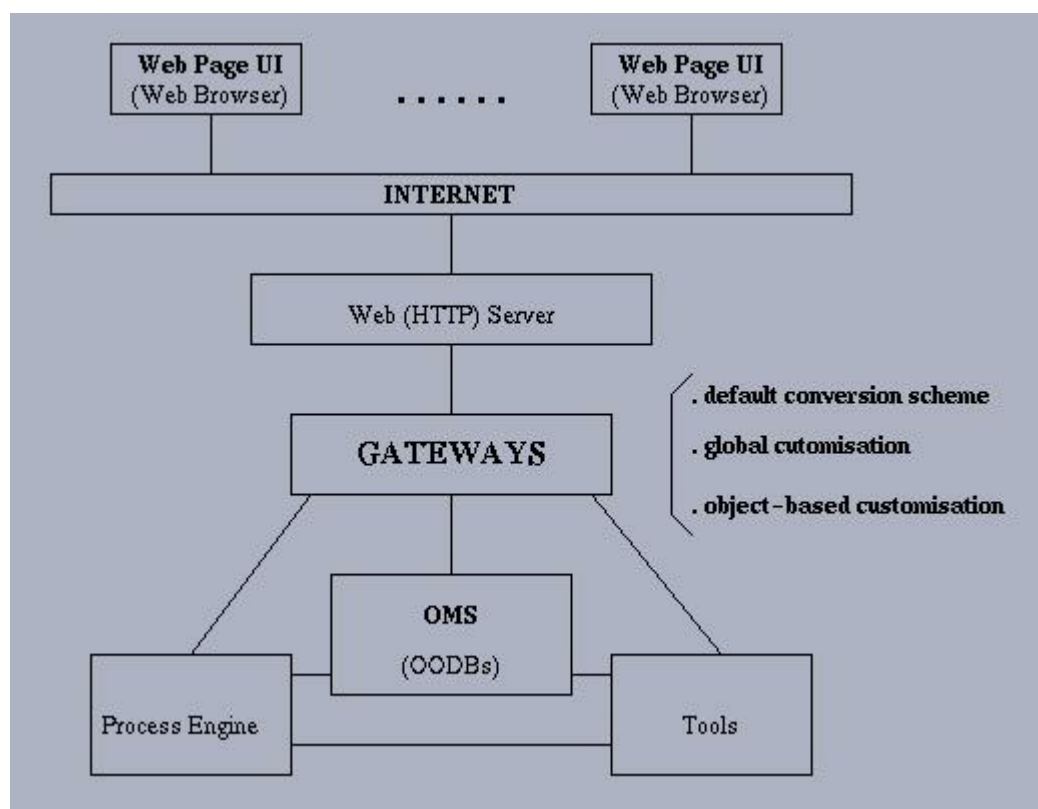 Web Page UI
(Web Browser)
......
Web Page UI
(Web Browser)
INTERNET
Web (HTTP) Server
GATEWAYS
. default conversion scheme
. global cutomisation
. object-based customisation
OMS
(OODBs)
Process Engine
Tools